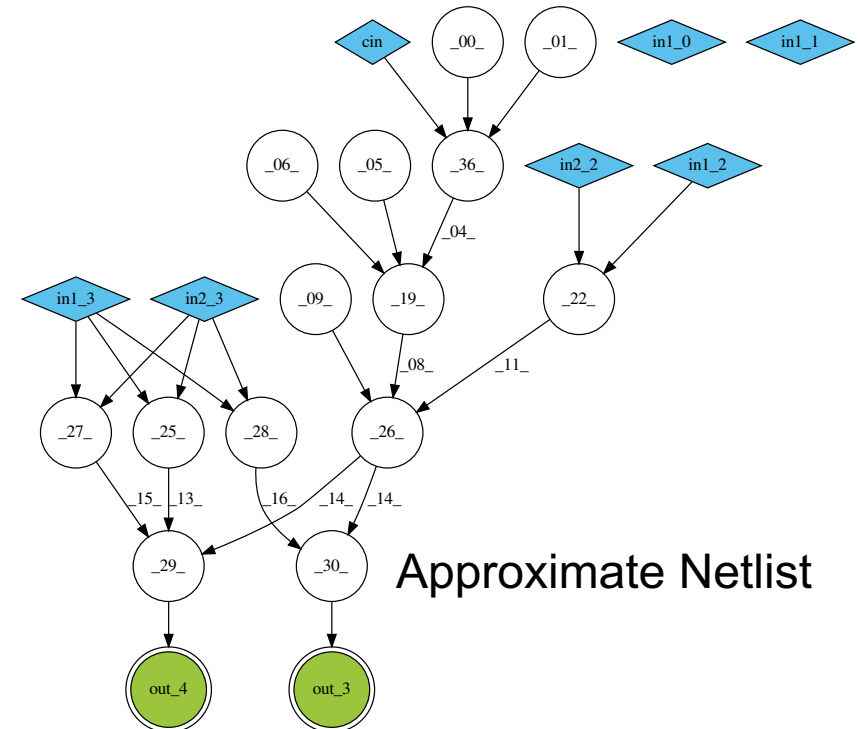 cin
_00_
_01_
in1_0
in1_1
_06_
_05_
_36_
in2_2
in1_2
_04_
in1_3
in2_3
_09_
_19_
_22_
_08_
_11_
_27_
_25_
_28_
_26_
_15_
_13_
_16_
_14_
_14_
_29_
_30_
Approximate Netlist
out_4
out_3